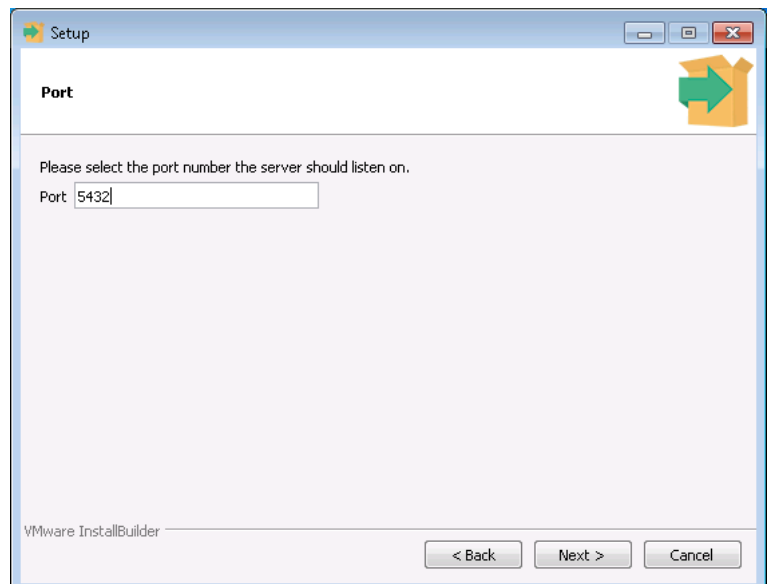 Setup
Port
Please select the port number the server should listen on.
Port 5432
VMware InstallBuilder
< Back Next > Cancel